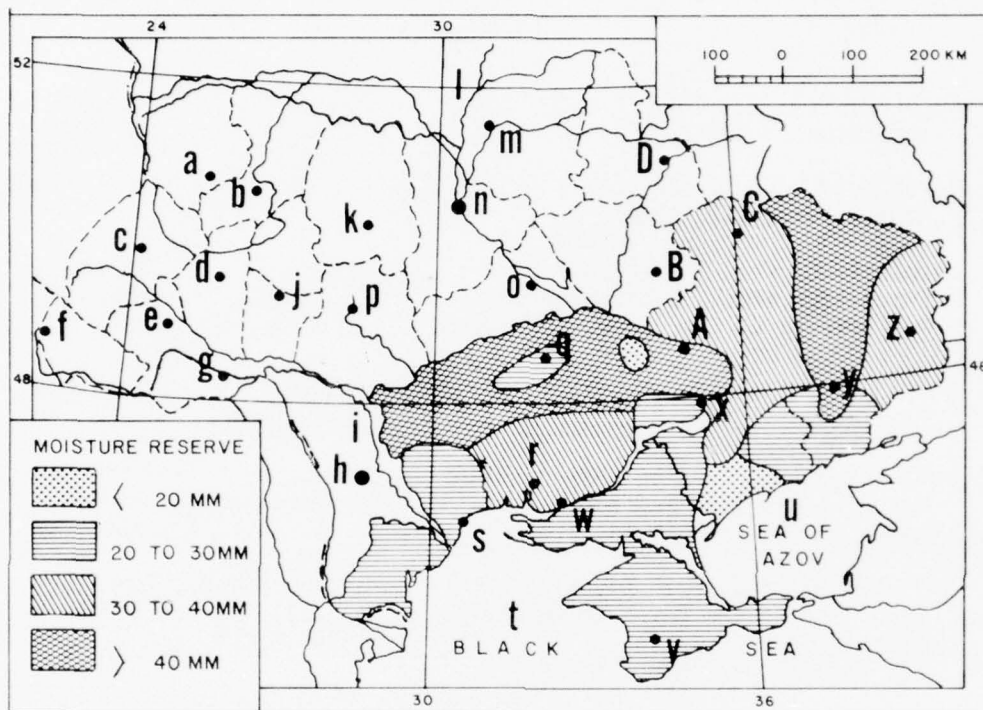 24
30
52
100 0 100 200 KM
l
m
D
a
b
n
C
k
c
B
d
o
j
p
A
f
e
q
z
g
y
48
48
x
MOISTURE RESERVE
i
r
h
< 20 MM
w
u
s
SEA OF
20 TO 30MM
AZOV
t
30 TO 40MM
BLACK
v
SEA
> 40 MM
30
36